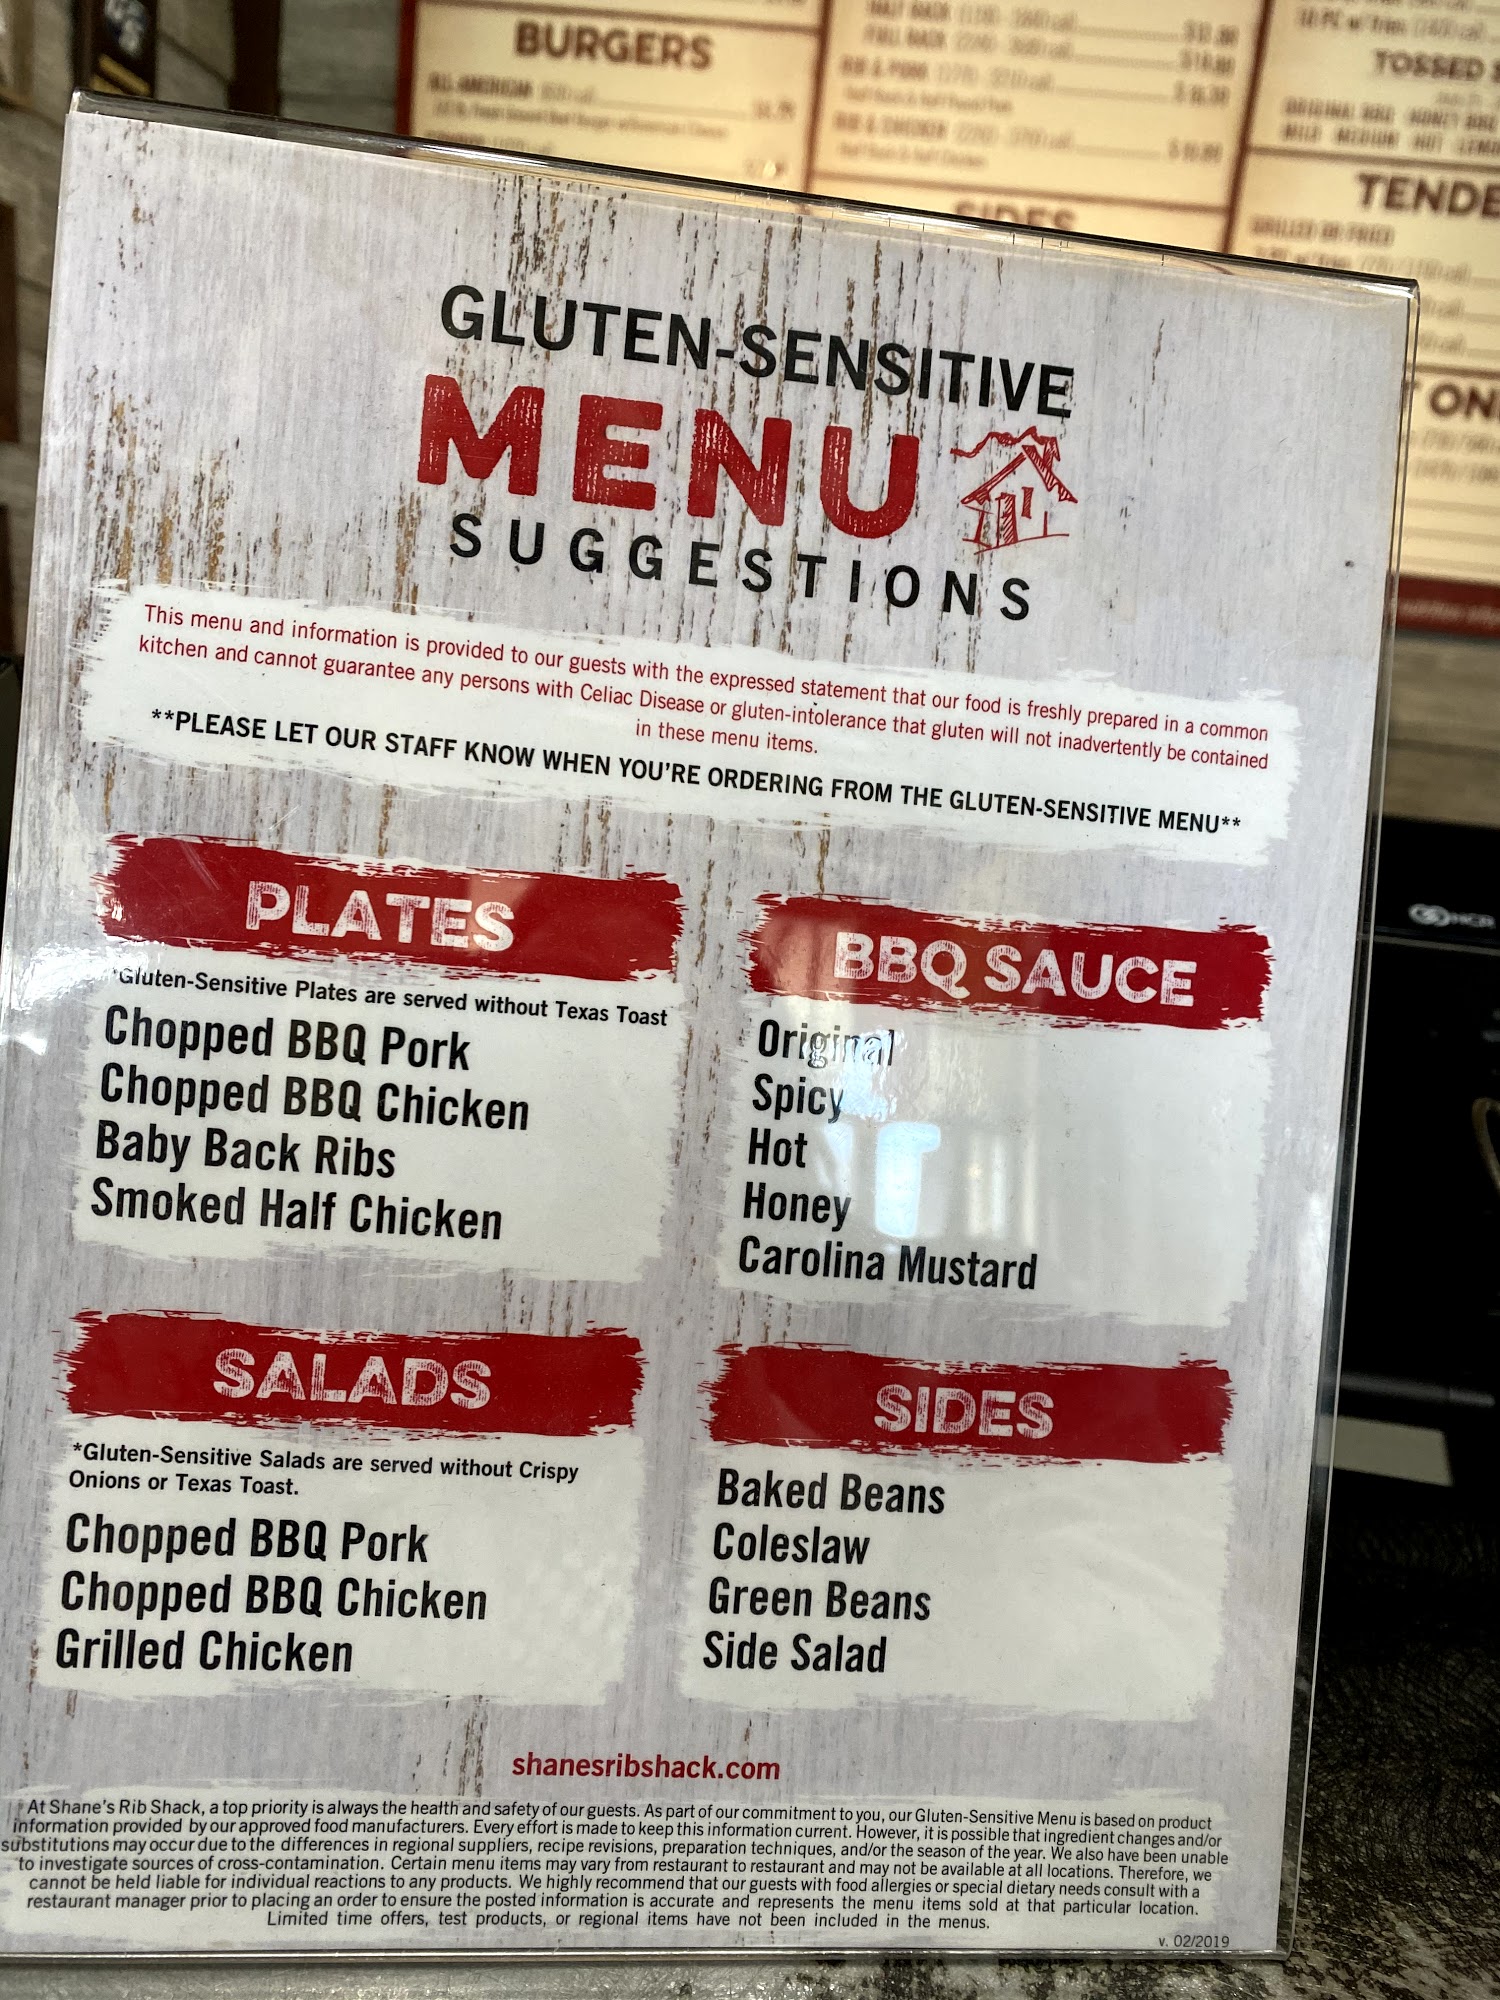 BURGERS
ALL-AMERICAN
SIDES
TOSSED
TENDE
GRILLED OR FRIED
GLUTEN-SENSITIVE
MENU
SUGGESTIONS
This menu and information is provided to our guests with the expressed statement that our food is freshly prepared in a common
kitchen and cannot guarantee any persons with Celiac Disease or gluten-intolerance that gluten will not inadvertently be contained
in these menu items.
**PLEASE LET OUR STAFF KNOW WHEN YOU'RE ORDERING FROM THE GLUTEN-SENSITIVE MENU**
PLATES
*Gluten-Sensitive Plates are served without Texas Toast
Chopped BBQ Pork
Chopped BBQ Chicken
Baby Back Ribs
Smoked Half Chicken
BBQ SAUCE
Original
Spicy
Hot
Honey
Carolina Mustard
SALADS
*Gluten-Sensitive Salads are served without Crispy
Onions or Texas Toast.
Chopped BBQ Pork
Chopped BBQ Chicken
Grilled Chicken
SIDES
Baked Beans
Coleslaw
Green Beans
Side Salad
shanesribshack.com
At Shane's Rib Shack, a top priority is always the health and safety of our guests. As part of our commitment to you, our Gluten-Sensitive Menu is based on product
information provided by our approved food manufacturers. Every effort is made to keep this information current. However, it is possible that ingredient changes and/or
substitutions may occur due to the differences in regional suppliers, recipe revisions, preparation techniques, and/or the season of the year. We also have been unable
to investigate sources of cross-contamination. Certain menu items may vary from restaurant to restaurant and may not be available at all locations. Therefore, we
cannot be held liable for individual reactions to any products. We highly recommend that our guests with food allergies or special dietary needs consult with a
restaurant manager prior to placing an order to ensure the posted information is accurate and represents the menu items sold at that particular location.
Limited time offers, test products, or regional items have not been included in the menus.
v. 02/2019
NCR